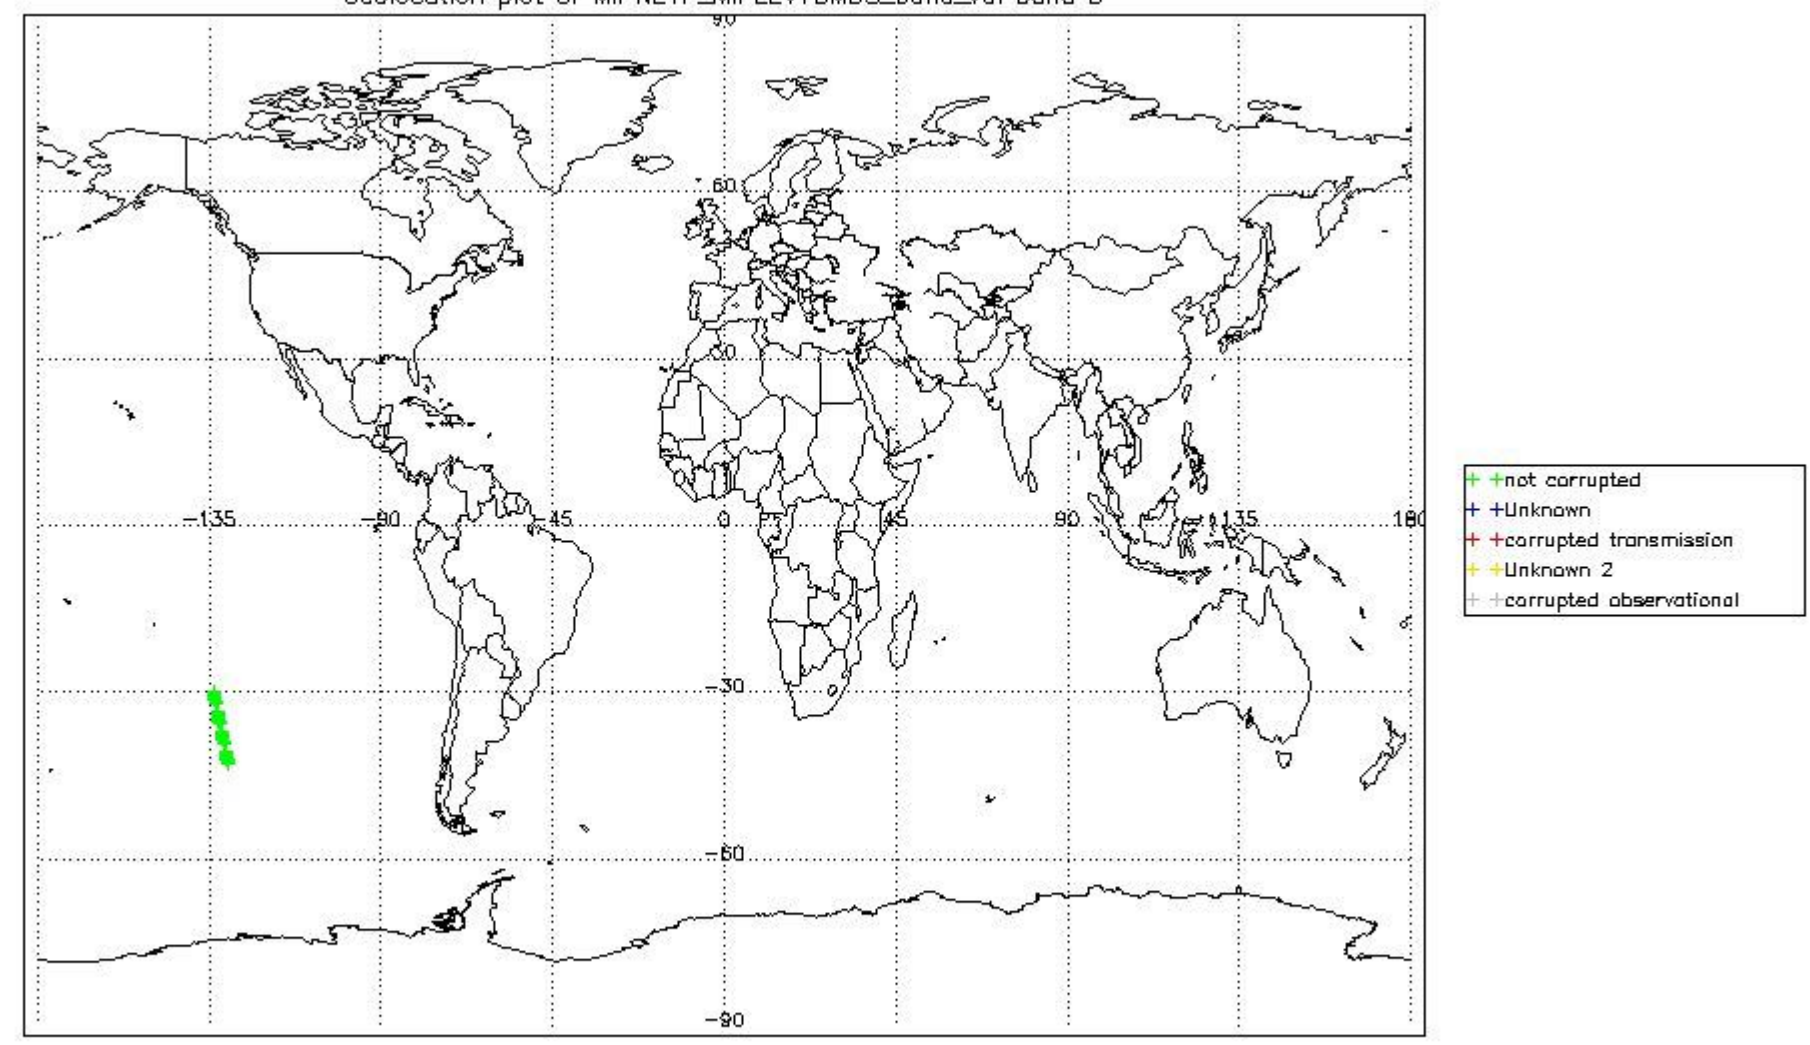 90
60
30
-135 -90 -45 0 45 90 135 180
-30
-60
-90
not corrupted
Unknown
corrupted transmission
Unknown 2
corrupted observational